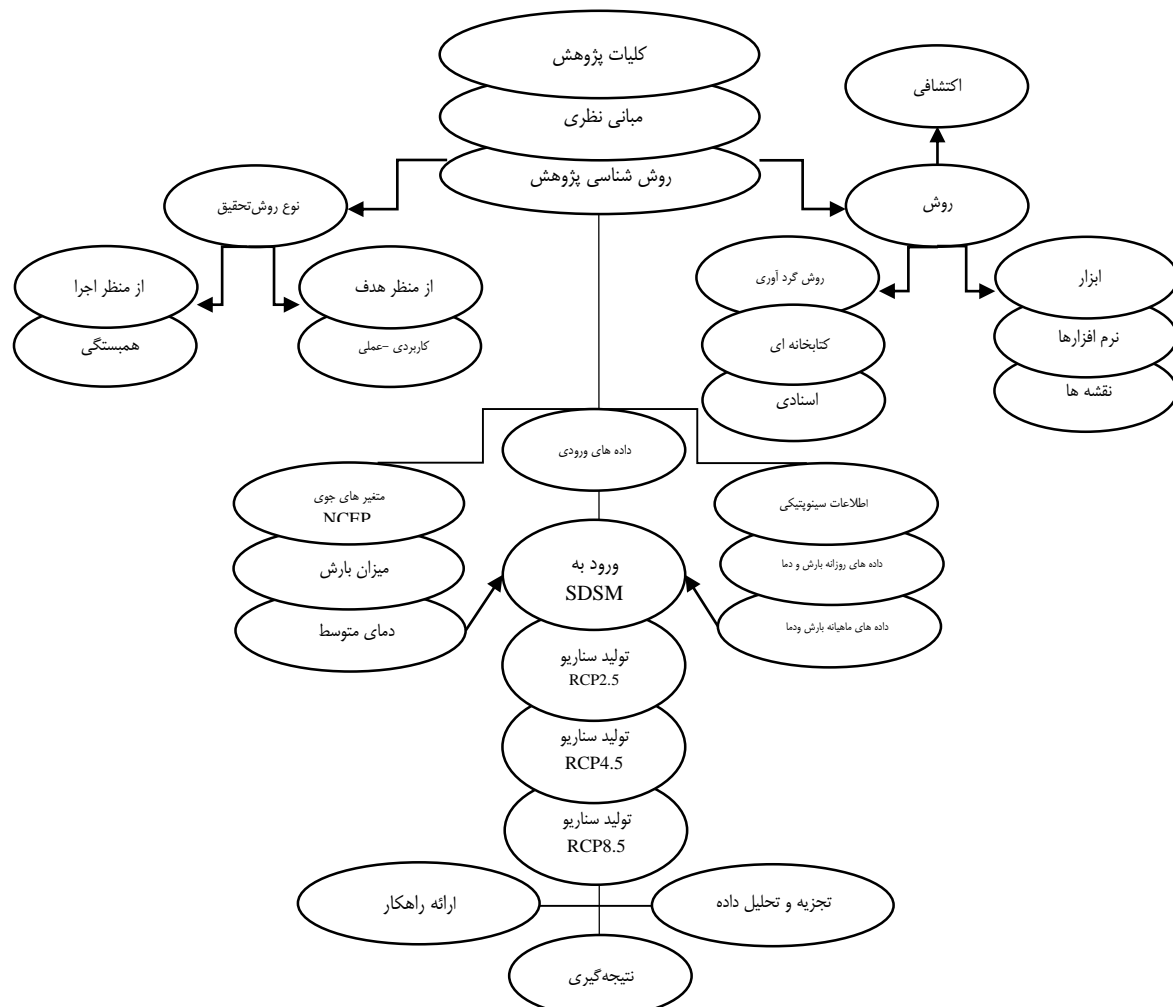 کلیات پژوهش
مبانی نظری
روش شناسی پژوهش
اکتشافی
روش
نوع روش‌تحقیق
ابزار
نرم افزارها
نقشه ها
روش گرد آوری
کتابخانه ای
اسنادی
از منظر هدف
کاربردی –عملی
از منظر اجرا
همبستگی
داده های ورودی
اطلاعات سینوپتیکی
داده های روزانه بارش و دما
داده های ماهیانه بارش ودما
متغیر های جوی
NCEP
میزان بارش
دمای متوسط
ورود به
SDSM
تولید سناریو
RCP2.5
تولید سناریو
RCP4.5
تولید سناریو
RCP8.5
تجزیه و تحلیل داده
ارائه راهکار
نتیجه‌گیری